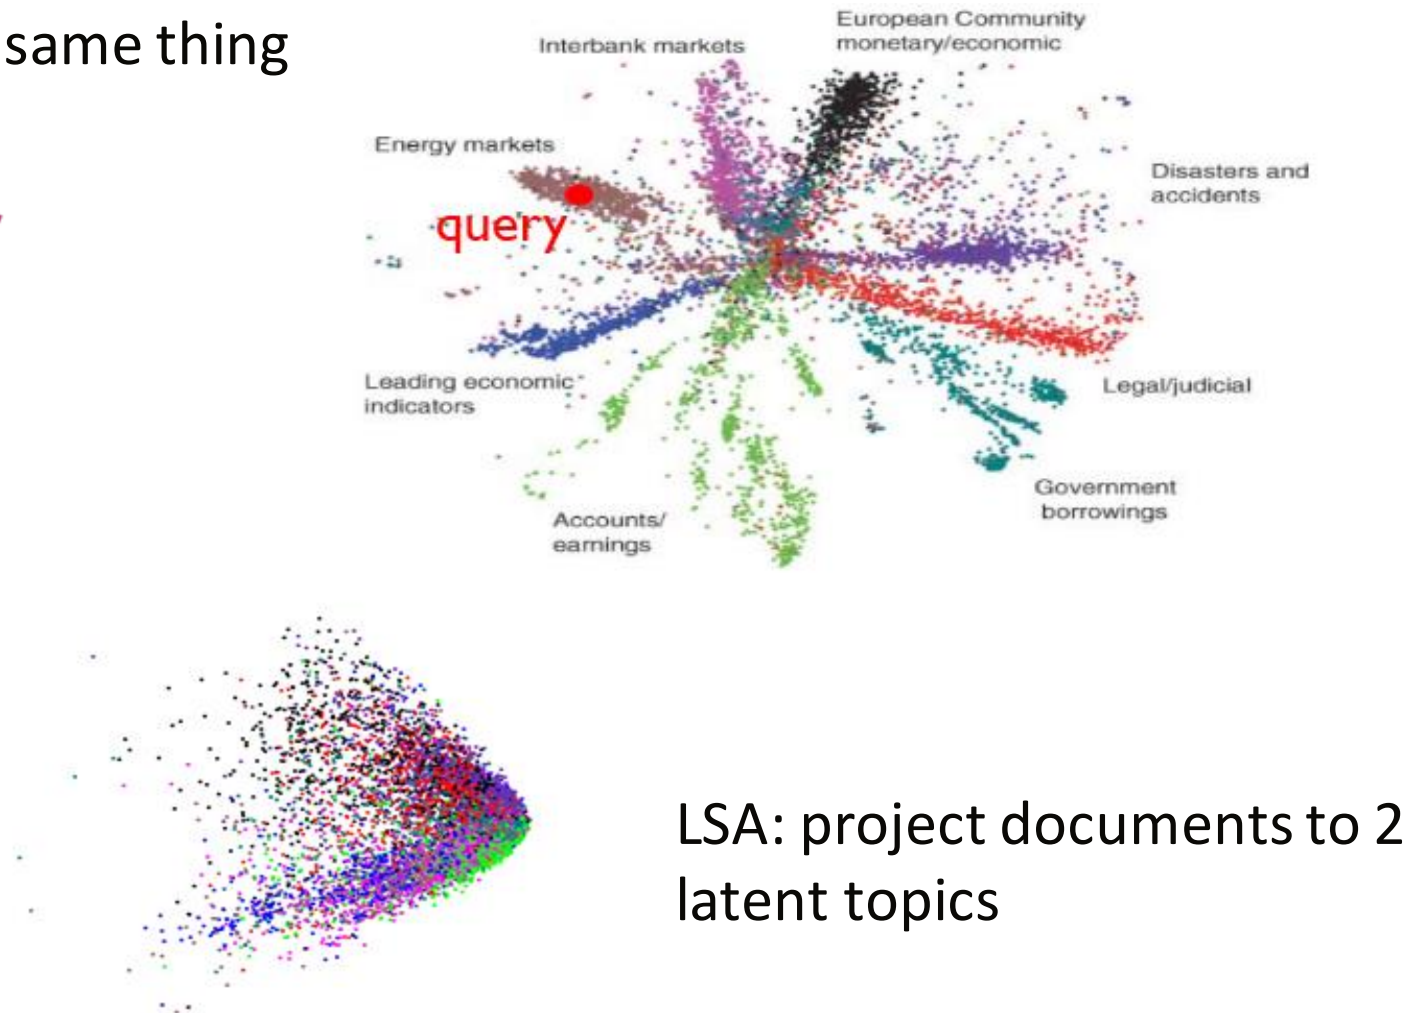 same thing
European Community
monetary/economic
Interbank markets
Energy markets
Disasters and
accidents
query
Leading economic
indicators
Legal/judicial
Government
borrowings
Accounts/
earnings
LSA: project documents to 2
latent topics